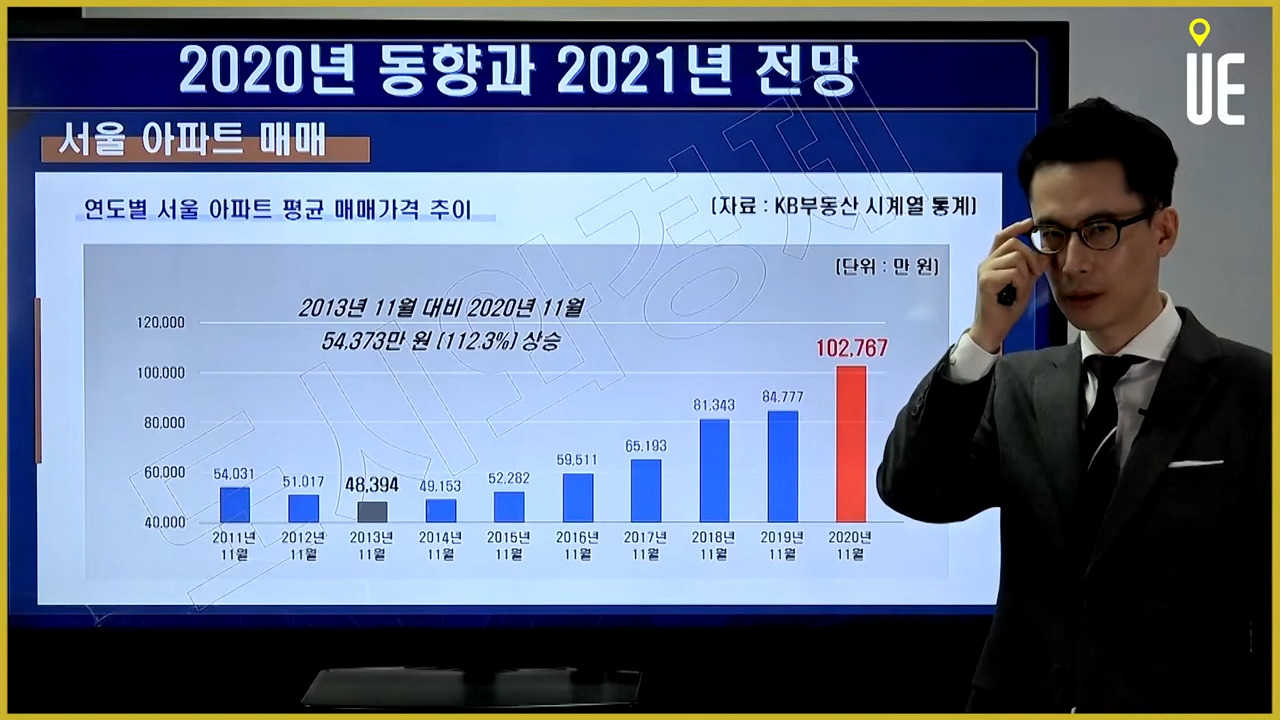 2020년 동향과 2021년 전망
UE
서울 아파트 매매
연도별 서울 아파트 평균 매매가격 추이
(자료 : KB부동산 시계열 통계)
(단위 : 만 원)
2013년 11월 대비 2020년 11월
54,373만 원 (112.3%) 상승
120,000
100,000
80,000
60,000
40,000
54,031
51,017
48,394
49,153
52,282
59,511
65,193
81,343
84,777
102,767
2011년
11월
2012년
11월
2013년
11월
2014년
11월
2015년
11월
2016년
11월
2017년
11월
2018년
11월
2019년
11월
2020년
11월
도시와경제